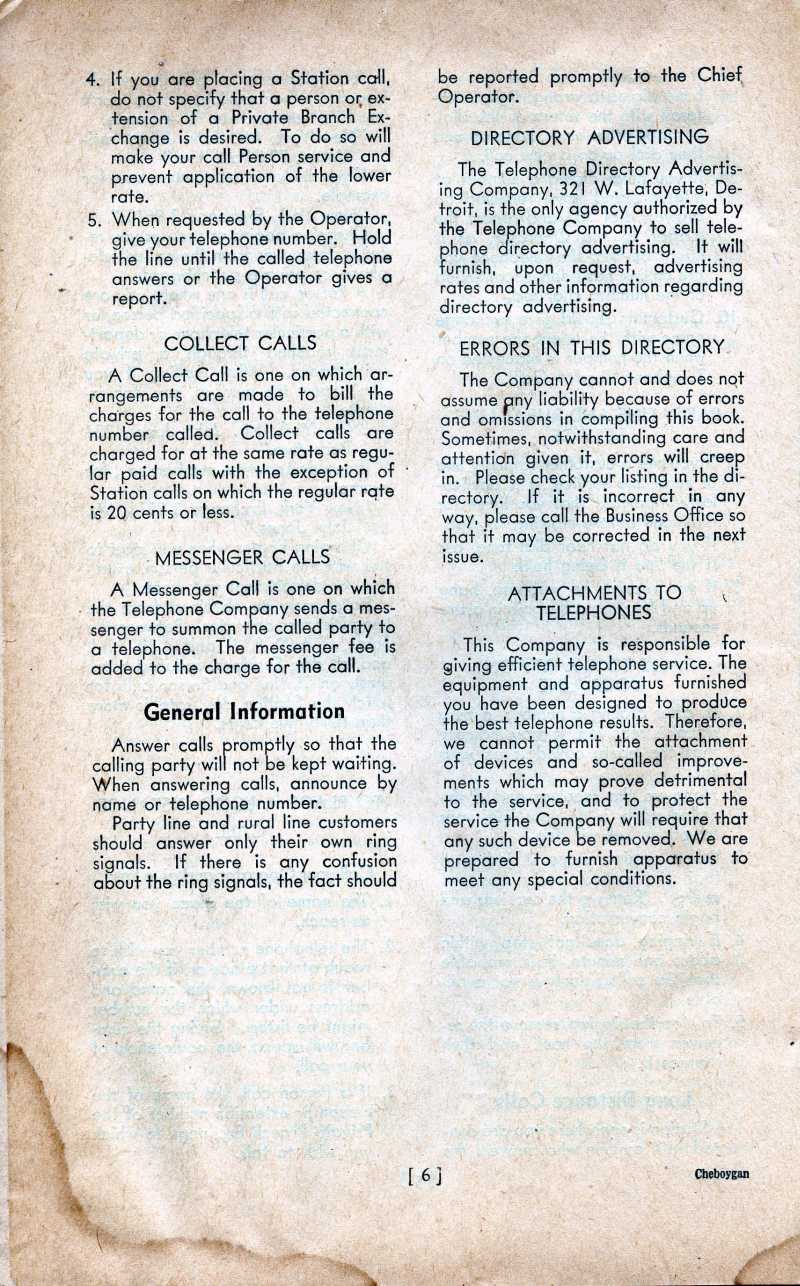 4. If you are placing a Station call,
do not specify that a person or ex-
tension of a Private Branch Ex-
change is desired. To do so will
make your call Person service and
prevent application of the lower
rate.
5. When requested by the Operator,
give your telephone number. Hold
the line until the called telephone
answers or the Operator gives a
report.
COLLECT CALLS
A Collect Call is one on which ar-
rangements are made to bill the
charges for the call to the telephone
number called. Collect calls are
charged for at the same rate as regu-
lar paid calls with the exception of
Station calls on which the regular rate
is 20 cents or less.
MESSENGER CALLS
A Messenger Call is one on which
the Telephone Company sends a mes-
senger to summon the called party to
a telephone. The messenger fee is
added to the charge for the call.
General Information
Answer calls promptly so that the
calling party will not be kept waiting.
When answering calls, announce by
name or telephone number.
Party line and rural line customers
should answer only their own ring
signals. If there is any confusion
about the ring signals, the fact should
be reported promptly to the Chief
Operator.
DIRECTORY ADVERTISING
The Telephone Directory Advertis-
ing Company, 321 W. Lafayette, De-
troit, is the only agency authorized by
the Telephone Company to sell tele-
phone directory advertising. It will
furnish, upon request, advertising
rates and other information regarding
directory advertising.
ERRORS IN THIS DIRECTORY
The Company cannot and does not
assume any liability because of errors
and omissions in compiling this book.
Sometimes, notwithstanding care and
attention given it, errors will creep
in. Please check your listing in the di-
rectory. If it is incorrect in any
way, please call the Business Office so
that it may be corrected in the next
issue.
ATTACHMENTS TO
TELEPHONES
This Company is responsible for
giving efficient telephone service. The
equipment and apparatus furnished
you have been designed to produce
the best telephone results. Therefore,
we cannot permit the attachment
of devices and so-called improve-
ments which may prove detrimental
to the service, and to protect the
service the Company will require that
any such device be removed. We are
prepared to furnish apparatus to
meet any special conditions.
[ 6 ]
Cheboygan